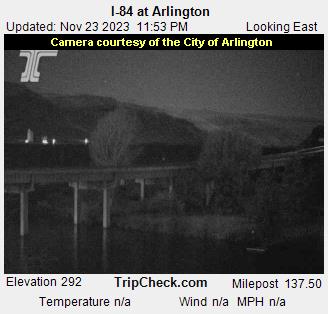 I-84 at Arlington
Updated: Nov 23 2023 11:53 PM Looking East
Camera courtesy of the City of Arlington
Elevation 292 TripCheck.com Milepost 137.50
Temperature n/a Wind n/a MPH n/a